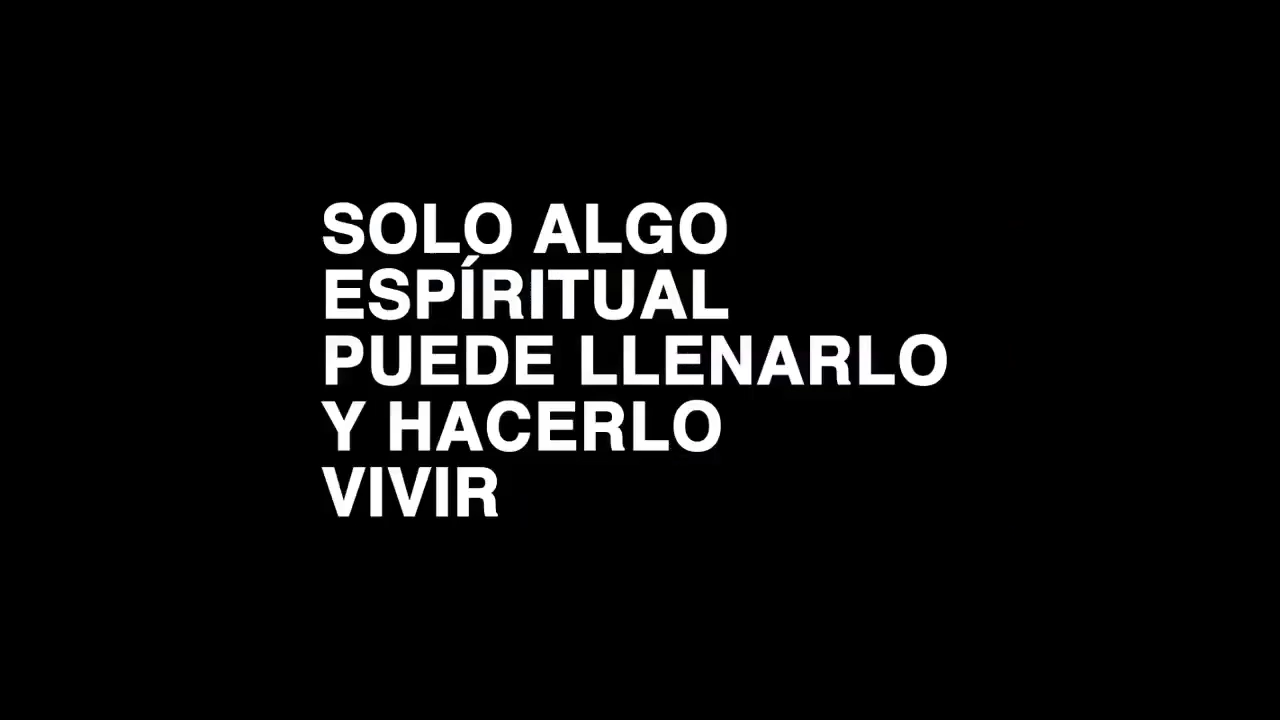 SOLO ALGO
ESPÍRITUAL
PUEDE LLENARLO
Y HACERLO
VIVIR